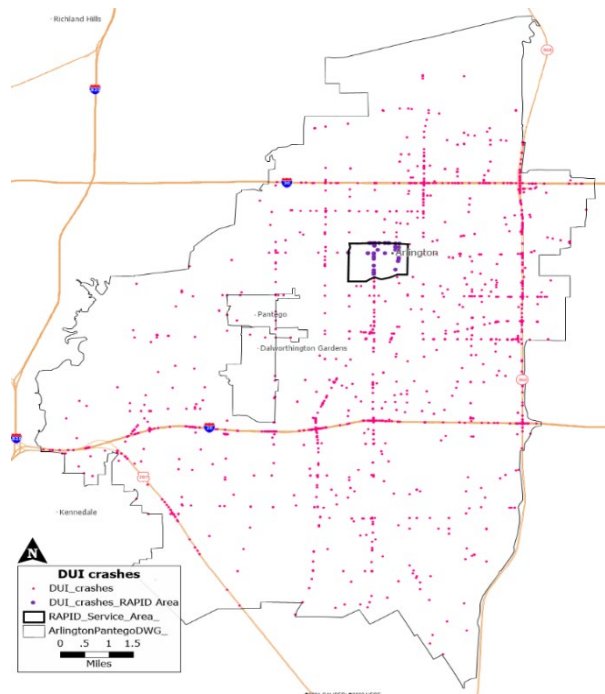 Richland Hills
Arlington
Pantego
Dalworthington Gardens
Kennedale
N
DUI crashes
DUI_crashes
DUI_crashes_RAPID Area
RAPID_Service_Area_
ArlingtonPantegoDWG_
0 .5 1 1.5
Miles